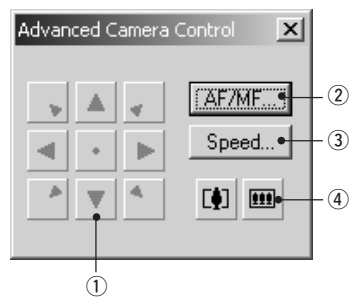 Advanced Camera Control
AF/MF...
②
Speed...
③
④
①